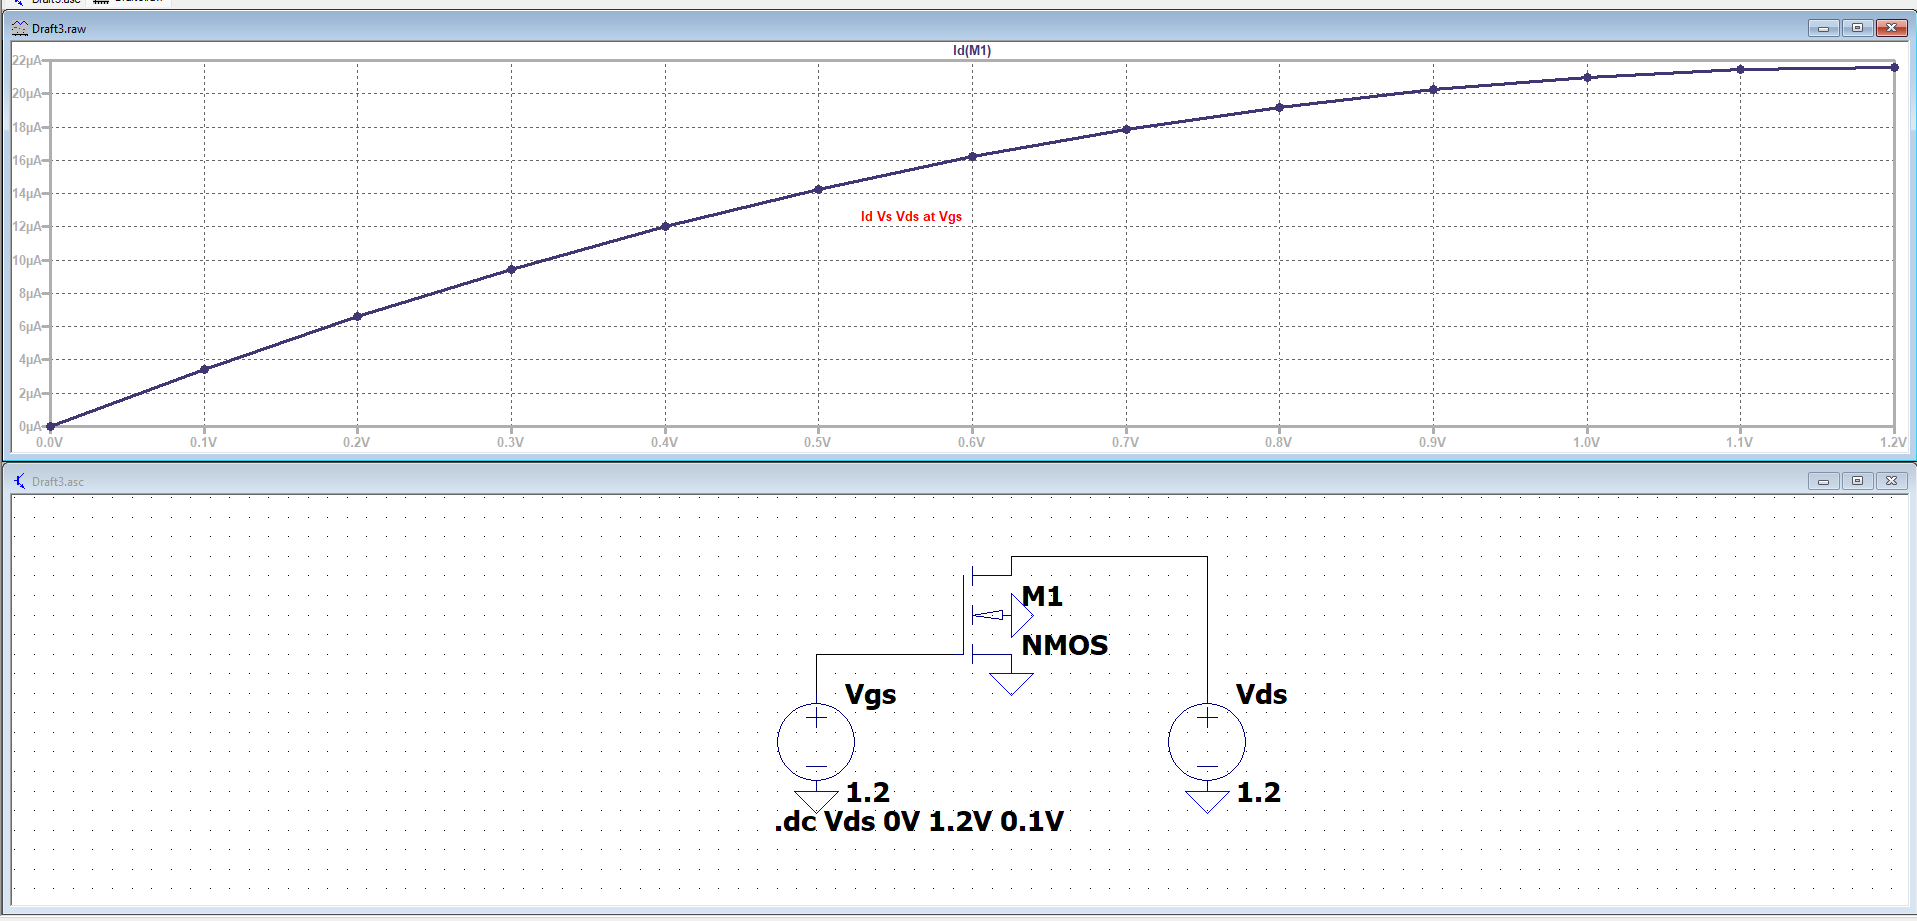 Draft3.raw
Id(M1)
22µA
20µA
18µA
16µA
14µA
12µA
10µA
8µA
6µA
4µA
2µA
0µA
Id Vs Vds at Vgs
0.0V 0.1V 0.2V 0.3V 0.4V 0.5V 0.6V 0.7V 0.8V 0.9V 1.0V 1.1V 1.2V
Draft3.asc
M1
NMOS
Vgs
Vds
1.2
1.2
.dc Vds 0V 1.2V 0.1V